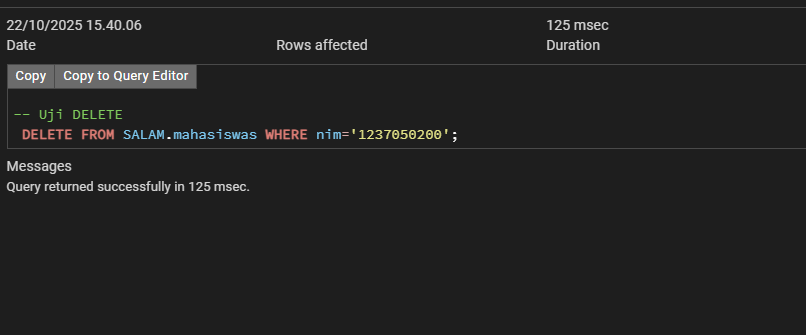 22/10/2025 15.40.06 125 msec
Date Rows affected Duration
Copy Copy to Query Editor
-- Uji DELETE
DELETE FROM SALAM.mahasiswas WHERE nim='1237050200';
Messages
Query returned successfully in 125 msec.